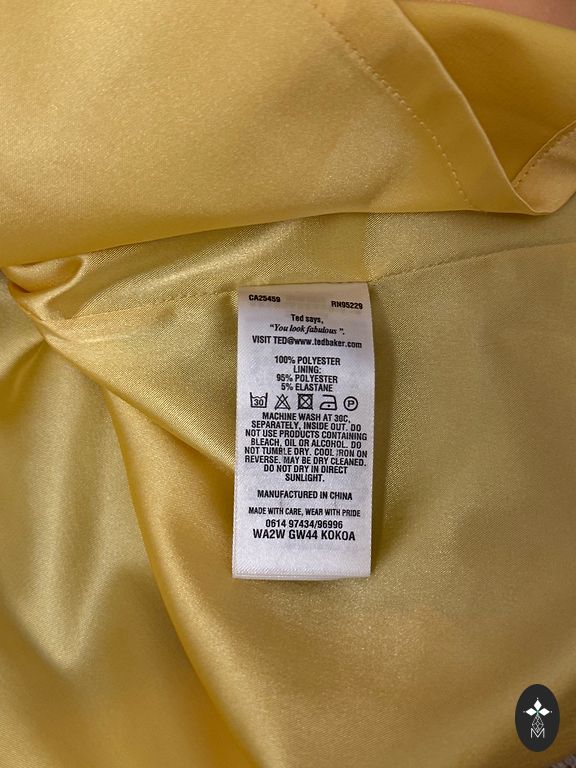 CA25459 RN95229
Ted says,
"You look fabulous".
VISIT TED@www.tedbaker.com
100% POLYESTER
LINING:
95% POLYESTER
5% ELASTANE
30 P
MACHINE WASH AT 30C,
SEPARATELY, INSIDE OUT. DO
NOT USE PRODUCTS CONTAINING
BLEACH, OIL OR ALCOHOL. DO
NOT TUMBLE DRY. COOL IRON ON
REVERSE. MAY BE DRY CLEANED.
DO NOT DRY IN DIRECT
SUNLIGHT.
MANUFACTURED IN CHINA
MADE WITH CARE, WEAR WITH PRIDE
0614 97434/96996
WA2W GW44 KOKOA
M